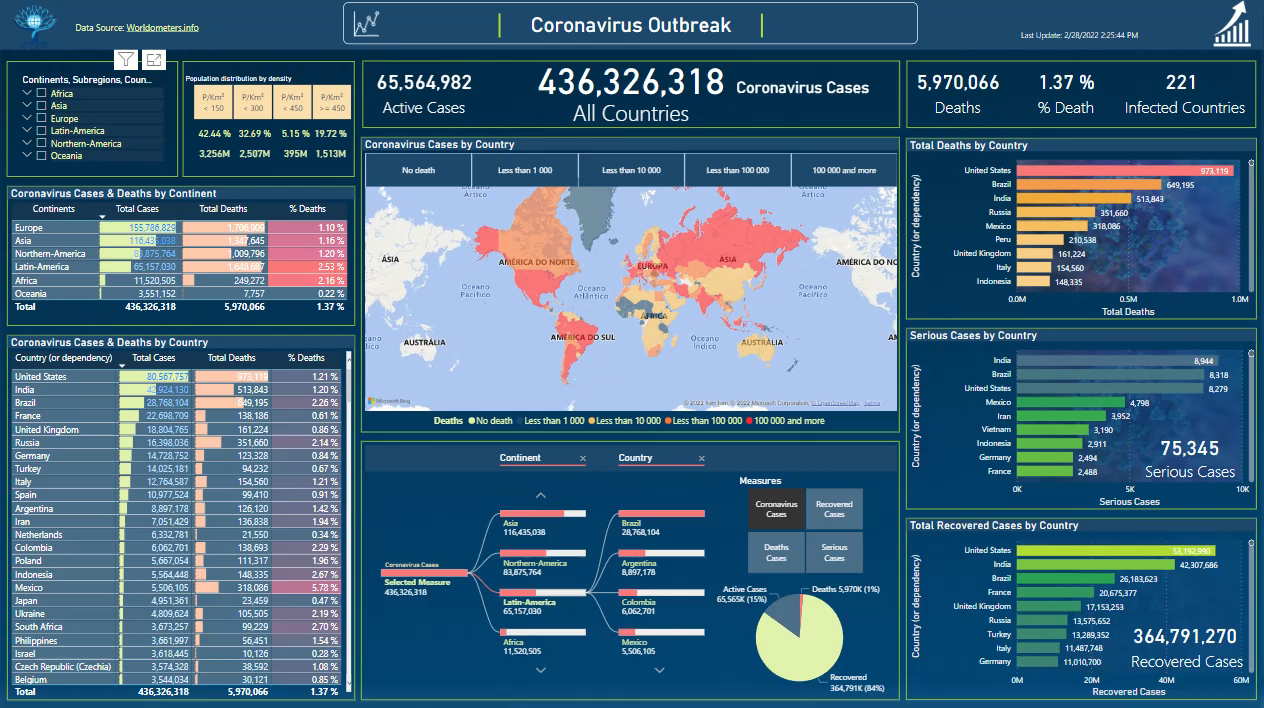 Data Source: Worldometers.info
Coronavirus Outbreak
Last Update: 2/28/2022 2:25:44 PM
Continents, Subregions, Coun...
Africa
Asia
Europe
Latin-America
Northern-America
Oceania
Population distribution by density
P/Km² < 150 P/Km² < 300 P/Km² < 450 P/Km² >= 450
42.44 % 32.69 % 5.15 % 19.72 %
3,256M 2,507M 395M 1,513M
65,564,982
Active Cases
436,326,318 Coronavirus Cases
All Countries
5,970,066 1.37 % 221
Deaths % Death Infected Countries
Coronavirus Cases & Deaths by Continent
Continents Total Cases Total Deaths % Deaths
Europe 155,786,829 1,706,909 1.10 %
Asia 116,435,038 1,347,645 1.16 %
Northern-America 83,875,764 1,009,796 1.20 %
Latin-America 65,157,030 1,648,687 2.53 %
Africa 11,520,505 249,272 2.16 %
Oceania 3,551,152 7,757 0.22 %
Total 436,326,318 5,970,066 1.37 %
Coronavirus Cases & Deaths by Country
Country (or dependency) Total Cases Total Deaths % Deaths
United States 80,567,757 973,119 1.21 %
India 42,924,130 513,843 1.20 %
Brazil 28,768,104 649,195 2.26 %
France 22,698,709 138,186 0.61 %
United Kingdom 18,804,765 161,224 0.86 %
Russia 16,398,036 351,660 2.14 %
Germany 14,728,752 123,328 0.84 %
Turkey 14,025,181 94,232 0.67 %
Italy 12,764,587 154,560 1.21 %
Spain 10,977,524 99,410 0.91 %
Argentina 8,897,178 126,120 1.42 %
Iran 7,051,429 136,838 1.94 %
Netherlands 6,332,781 21,550 0.34 %
Colombia 6,062,701 138,693 2.29 %
Poland 5,667,054 111,317 1.96 %
Indonesia 5,564,448 148,335 2.67 %
Mexico 5,506,105 318,086 5.78 %
Japan 4,951,361 23,459 0.47 %
Ukraine 4,809,624 105,505 2.19 %
South Africa 3,673,257 99,229 2.70 %
Philippines 3,661,997 56,451 1.54 %
Israel 3,618,445 10,126 0.28 %
Czech Republic (Czechia) 3,574,328 38,592 1.08 %
Belgium 3,544,034 30,121 0.85 %
Total 436,326,318 5,970,066 1.37 %
Coronavirus Cases by Country
No death Less than 1 000 Less than 10 000 Less than 100 000 100 000 and more
Oceano Ártico Oceano Ártico
ÁSIA AMÉRICA DO NORTE EUROPA ÁSIA AMÉRICA DO NO
Oceano Pacífico Oceano Atlântico Oceano Pacífico
ÁFRICA
AMÉRICA DO SUL
eano Índico AUSTRÁLIA Oceano Índico AUSTRÁLIA AM
Microsoft Bing
© 2022 TomTom, © 2022 Microsoft Corporation, © OpenStreetMap Terms
Deaths No death Less than 1 000 Less than 10 000 Less than 100 000 100 000 and more
Continent × Country ×
Coronavirus Cases
Selected Measure
436,326,318
Asia
116,435,038
Northern-America
83,875,764
Latin-America
65,157,030
Africa
11,520,505
Brazil
28,768,104
Argentina
8,897,178
Colombia
6,062,701
Mexico
5,506,105
Measures
Coronavirus Cases
Recovered Cases
Deaths Cases
Serious Cases
Active Cases
65,565K (15%)
Deaths 5,970K (1%)
Recovered
364,791K (84%)
Total Deaths by Country
Country (or dependency)
United States 973,119
Brazil 649,195
India 513,843
Russia 351,660
Mexico 318,086
Peru 210,538
United Kingdom 161,224
Italy 154,560
Indonesia 148,335
0.0M 0.5M 1.0M
Total Deaths
Serious Cases by Country
Country (or dependency)
India 8,944
Brazil 8,318
United States 8,279
Mexico 4,798
Iran 3,952
Vietnam 3,190
Indonesia 2,911
Germany 2,494
France 2,488
75,345
Serious Cases
0K 5K 10K
Serious Cases
Total Recovered Cases by Country
Country (or dependency)
United States 53,192,990
India 42,307,686
Brazil 26,183,623
France 20,675,377
United Kingdom 17,153,253
Russia 13,575,652
Turkey 13,289,352
Italy 11,487,748
Germany 11,010,700
364,791,270
Recovered Cases
0M 20M 40M 60M
Recovered Cases